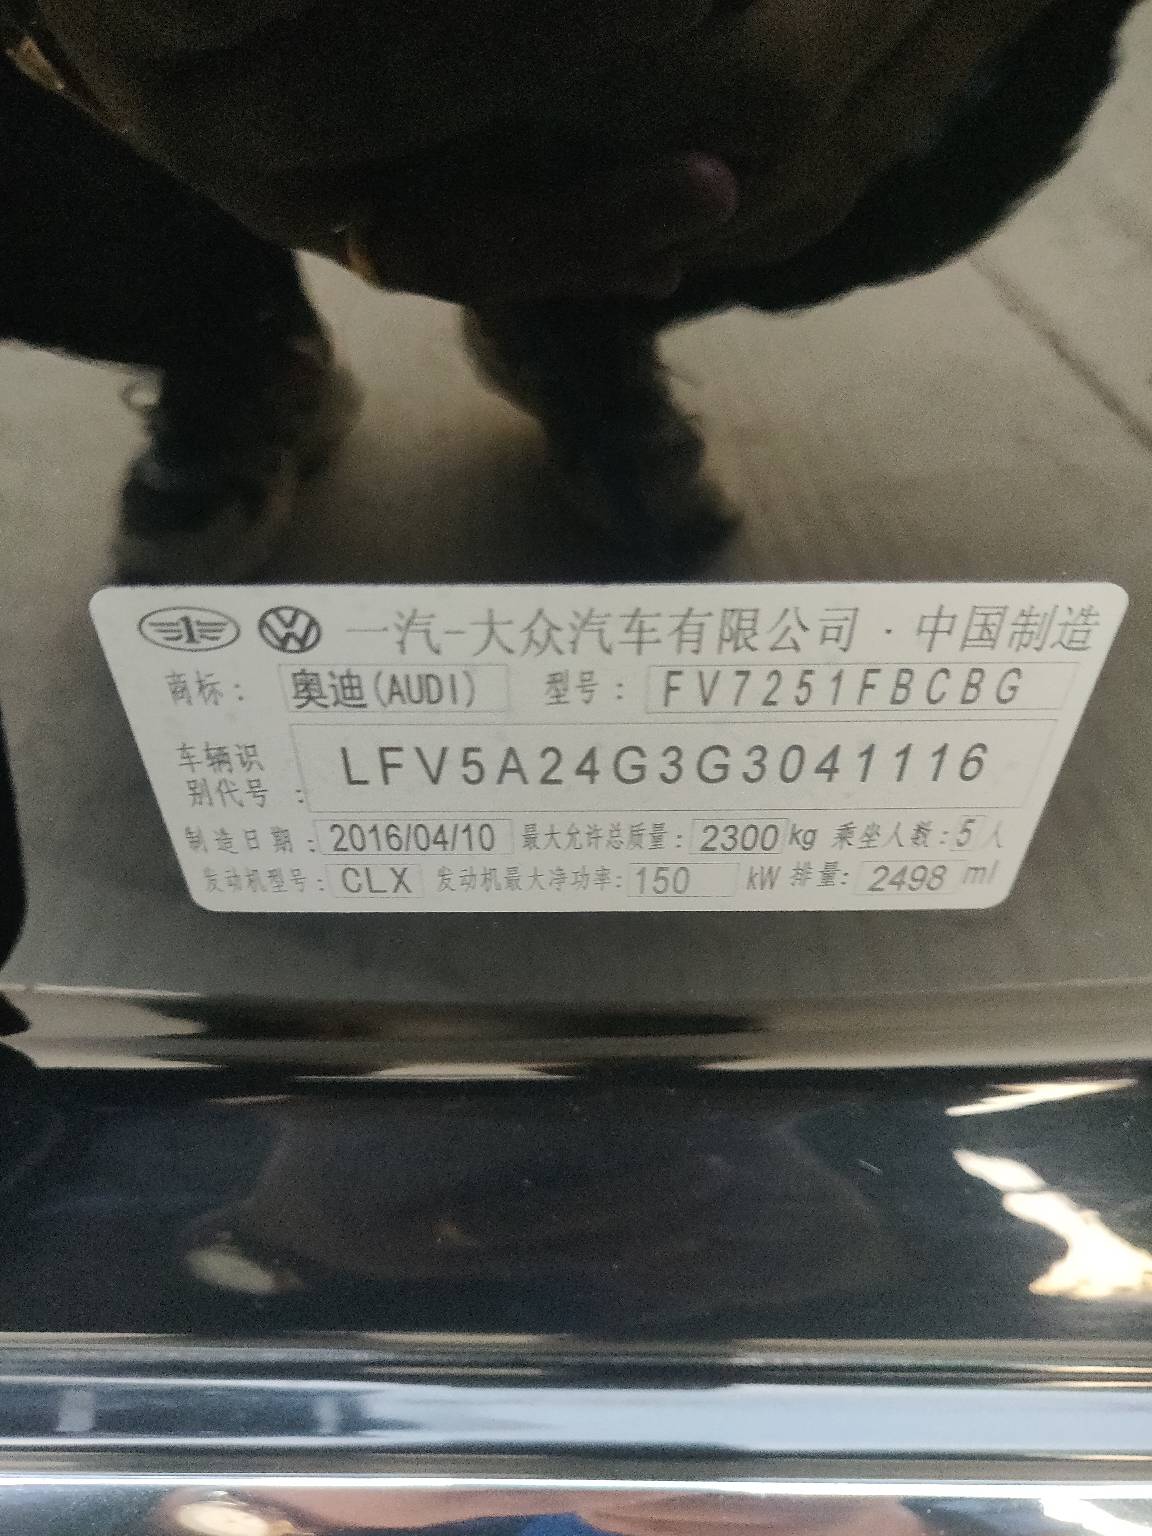 一汽-大众汽车有限公司·中国制造
商标： 奥迪(AUDI) 型号： FV7251FBCBG
车辆识
别代号： LFV5A24G3G3041116
制造日期： 2016/04/10 最大允许总质量： 2300 kg 乘坐人数： 5 人
发动机型号： CLX 发动机最大净功率： 150 kW 排量： 2498 ml